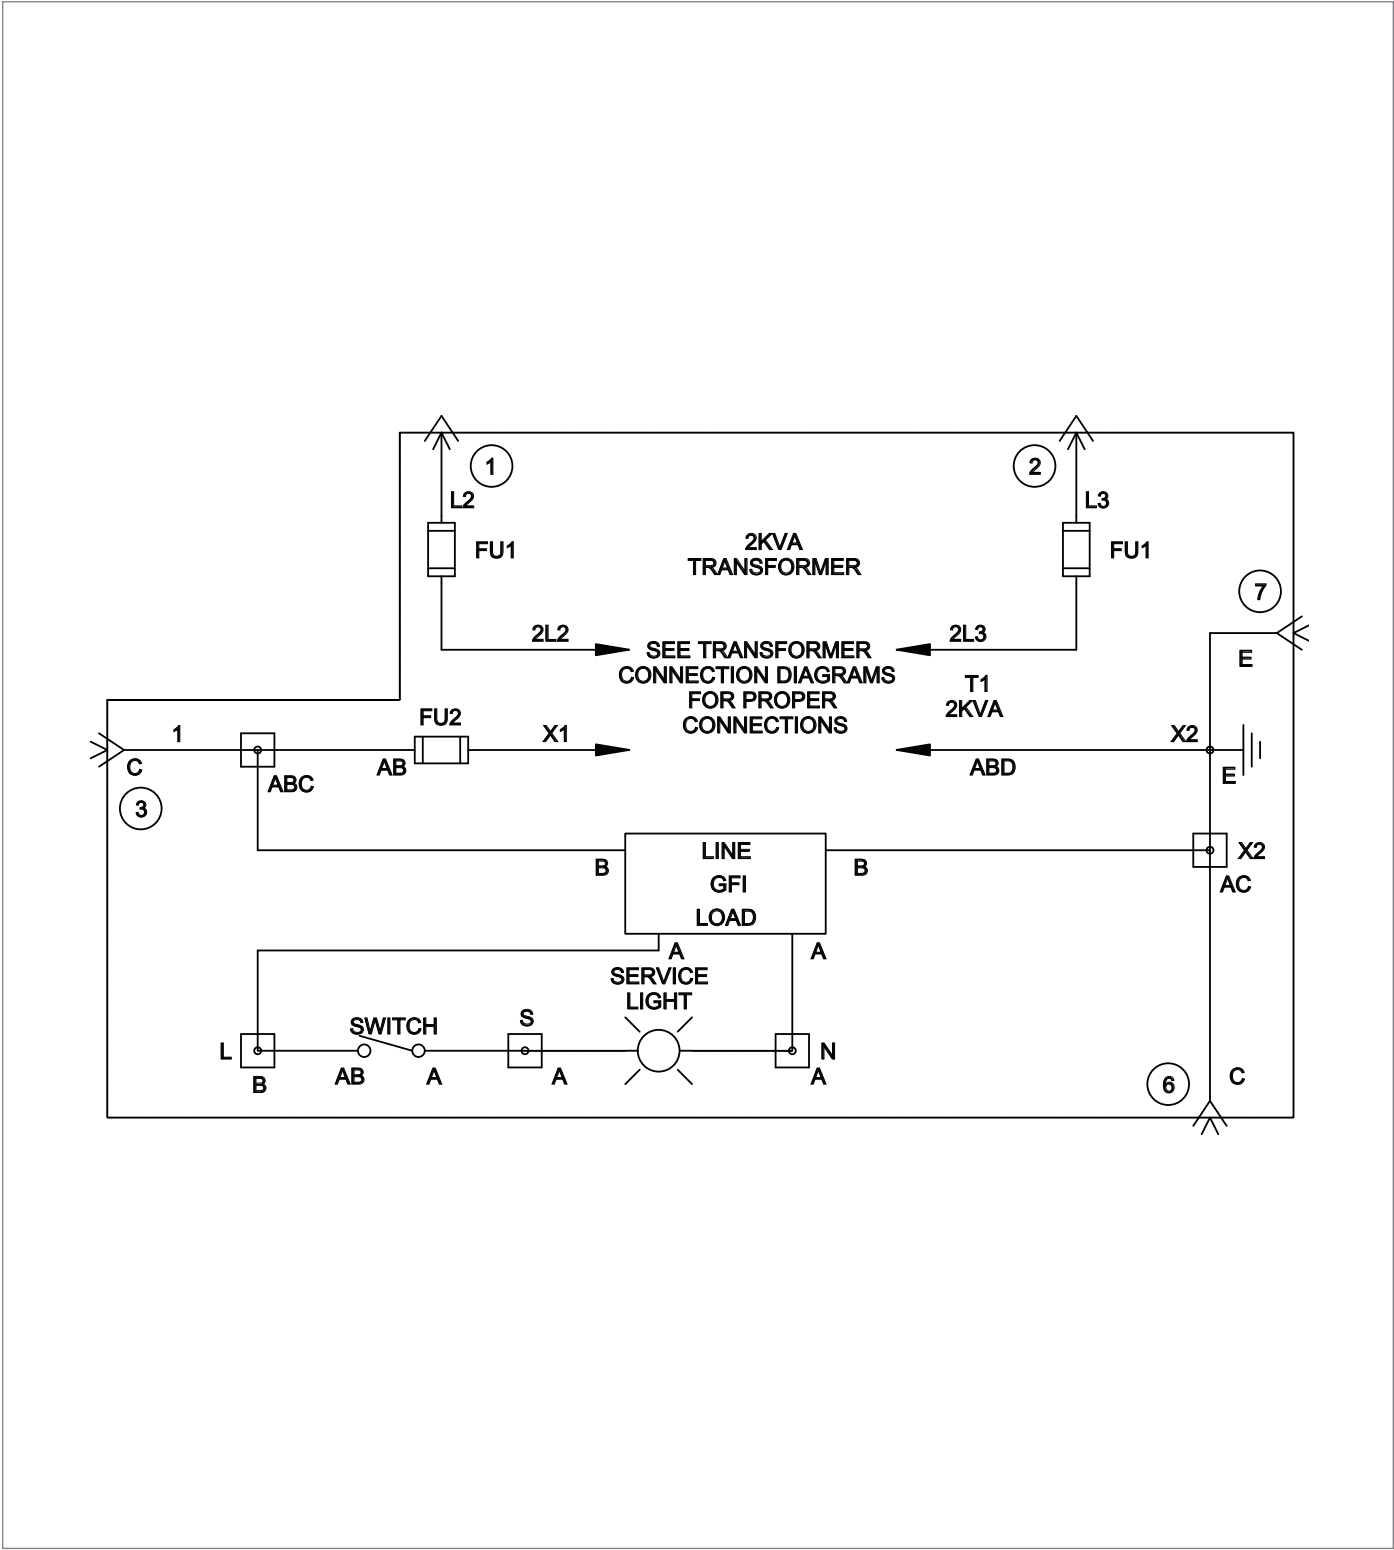 1
2
L2
L3
FU1
2KVA
TRANSFORMER
FU1
7
2L2
2L3
SEE TRANSFORMER
CONNECTION DIAGRAMS
FOR PROPER
CONNECTIONS
E
T1
2KVA
1
FU2
X1
X2
C
AB
ABD
E
ABC
3
LINE
GFI
LOAD
B
B
X2
AC
A
A
SERVICE
LIGHT
SWITCH
S
L
N
B
AB
A
A
A
6
C